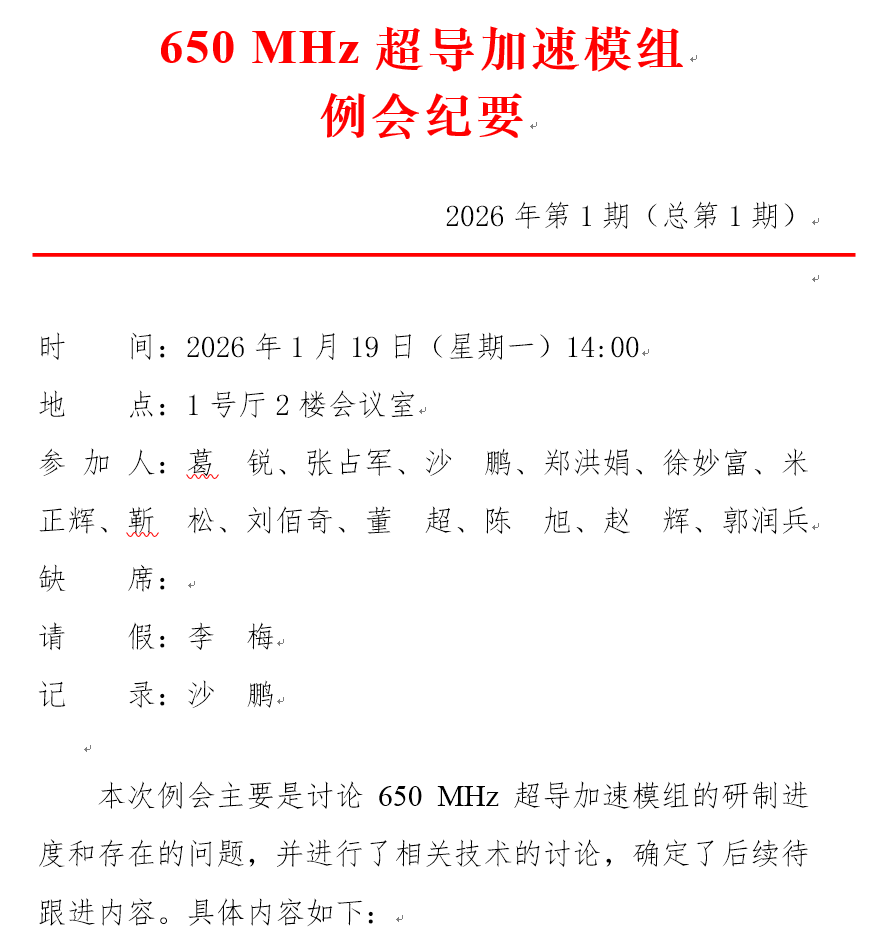 650 MHz 超导加速模组
例会纪要
2026 年第 1 期（总第 1 期）
时　　间：2026 年 1 月 19 日（星期一）14:00
地　　点：1 号厅 2 楼会议室
参 加 人：葛　锐、张占军、沙　鹏、郑洪娟、徐妙富、米
正辉、靳　松、刘佰奇、董　超、陈　旭、赵　辉、郭润兵
缺　　席：
请　　假：李　梅
记　　录：沙　鹏
本次例会主要是讨论 650 MHz 超导加速模组的研制进
度和存在的问题，并进行了相关技术的讨论，确定了后续待
跟进内容。具体内容如下：